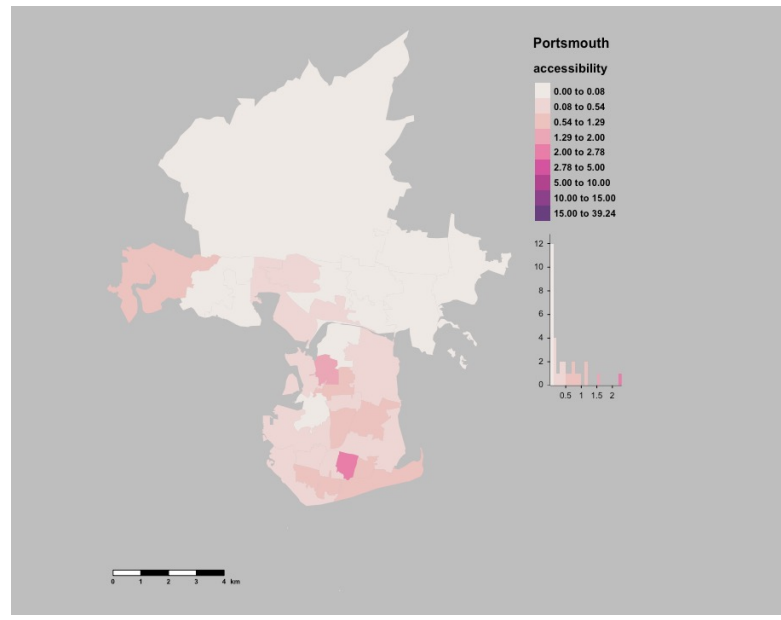 Portsmouth
accessibility
0.00 to 0.08
0.08 to 0.54
0.54 to 1.29
1.29 to 2.00
2.00 to 2.78
2.78 to 5.00
5.00 to 10.00
10.00 to 15.00
15.00 to 39.24
12
10
8
6
4
2
0
0.5 1 1.5 2
0 1 2 3 4 km